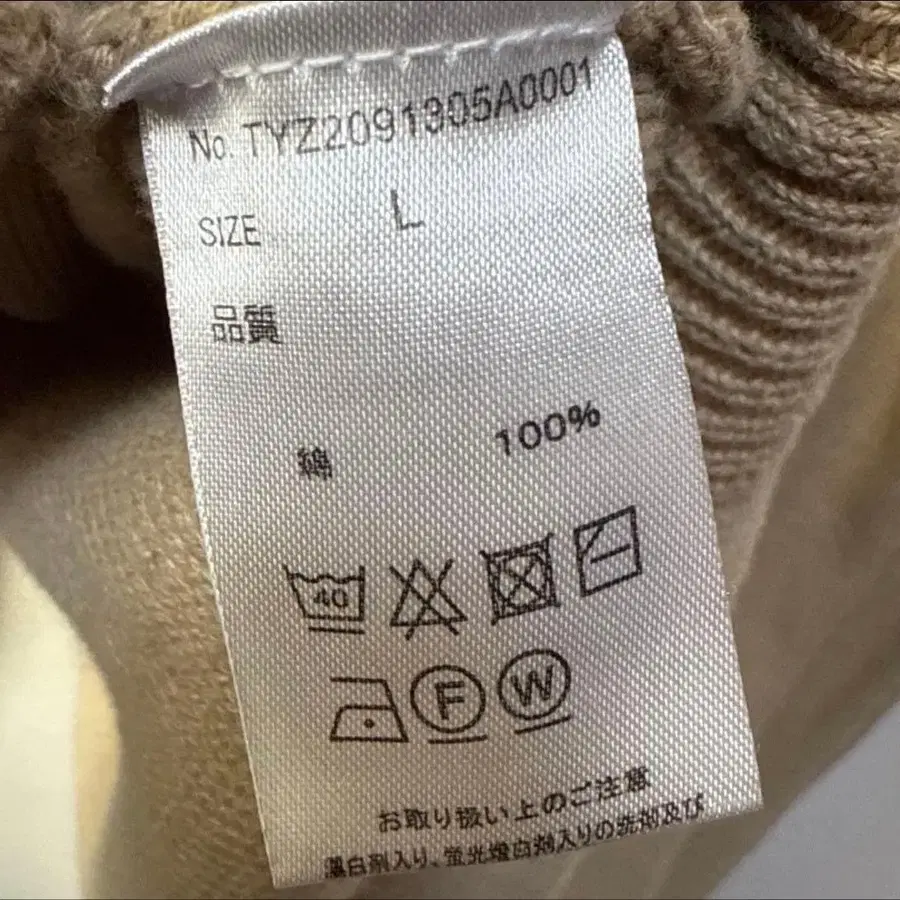 No. TYZ2091305A0001
SIZE L
品質
綿 100%
40
F W
お取り扱い上のご注意
漂白剤入り、蛍光増白剤入りの洗剤及び